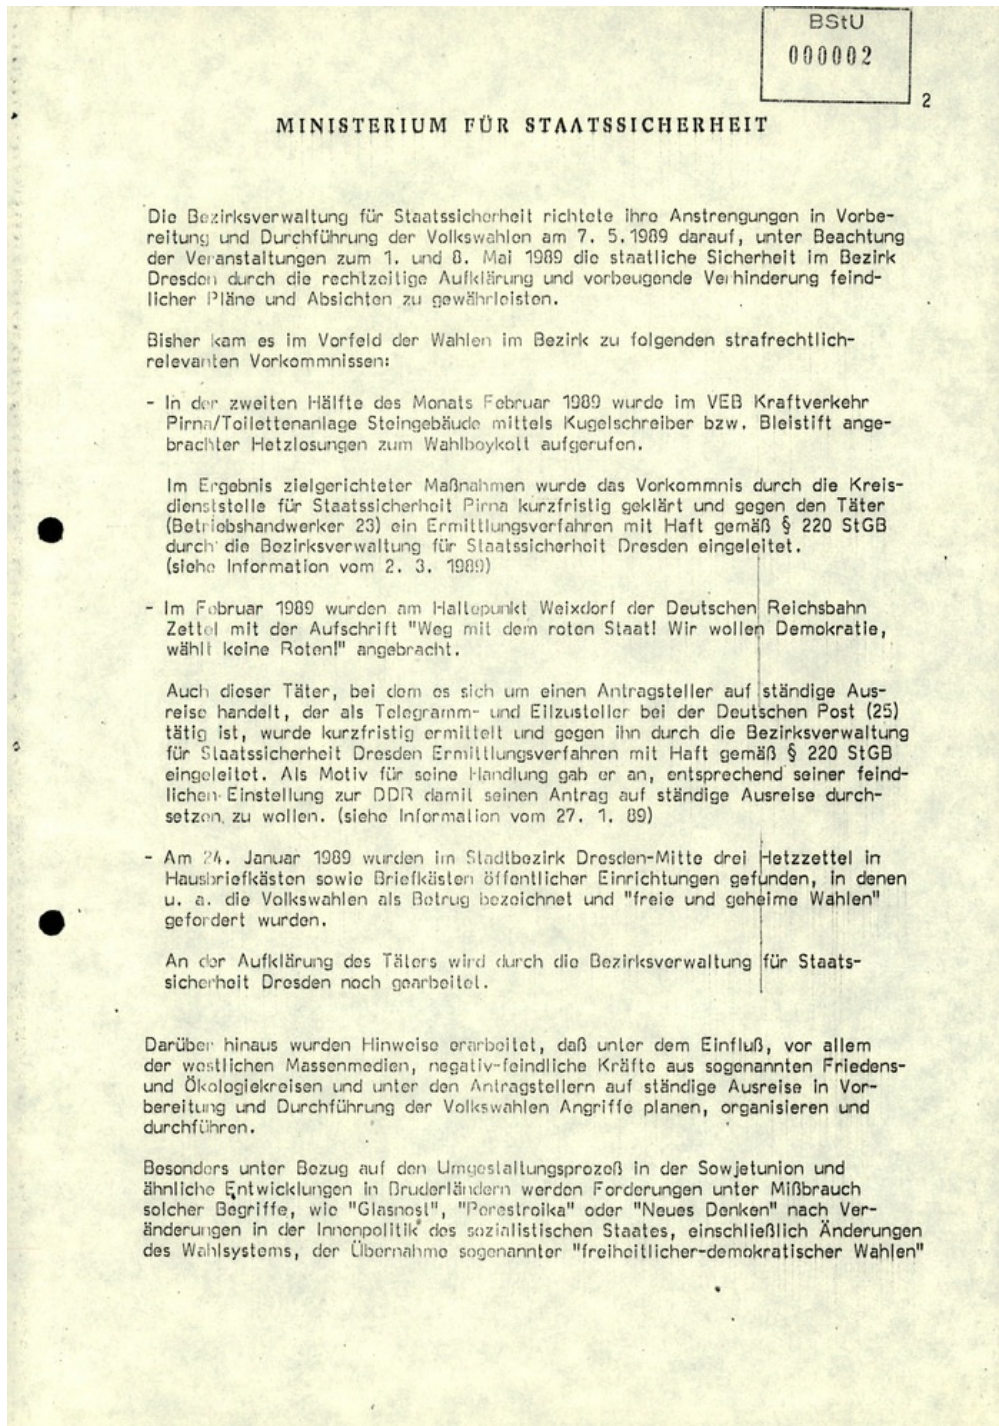 BStU
000002
2
MINISTERIUM FÜR STAATSSICHERHEIT
Die Bezirksverwaltung für Staatssicherheit richtete ihre Anstrengungen in Vorbe-
reitung und Durchführung der Volkswahlen am 7. 5.1989 darauf, unter Beachtung
der Veranstaltungen zum 1. und 8. Mai 1989 die staatliche Sicherheit im Bezirk
Dresden durch die rechtzeitige Aufklärung und vorbeugende Verhinderung feind-
licher Pläne und Absichten zu gewährleisten.
Bisher kam es im Vorfeld der Wahlen im Bezirk zu folgenden strafrechtlich-
relevanten Vorkommnissen:
- In der zweiten Hälfte des Monats Februar 1989 wurde im VEB Kraftverkehr
Pirna/Toilettenanlage Steingebäude mittels Kugelschreiber bzw. Bleistift ange-
brachter Hetzlosungen zum Wahlboykott aufgerufen.
Im Ergebnis zielgerichteter Maßnahmen wurde das Vorkommnis durch die Kreis-
dienststelle für Staatssicherheit Pirna kurzfristig geklärt und gegen den Täter
(Betriebshandwerker 23) ein Ermittlungsverfahren mit Haft gemäß § 220 StGB
durch die Bezirksverwaltung für Staatssicherheit Dresden eingeleitet.
(siehe Information vom 2. 3. 1989)
- Im Februar 1989 wurden am Haltepunkt Weixdorf der Deutschen Reichsbahn
Zettel mit der Aufschrift "Weg mit dem roten Staat! Wir wollen Demokratie,
wählt keine Roten!" angebracht.
Auch dieser Täter, bei dem es sich um einen Antragsteller auf ständige Aus-
reise handelt, der als Telegramm- und Eilzusteller bei der Deutschen Post (25)
tätig ist, wurde kurzfristig ermittelt und gegen ihn durch die Bezirksverwaltung
für Staatssicherheit Dresden Ermittlungsverfahren mit Haft gemäß § 220 StGB
eingeleitet. Als Motiv für seine Handlung gab er an, entsprechend seiner feind-
lichen Einstellung zur DDR damit seinen Antrag auf ständige Ausreise durch-
setzen zu wollen. (siehe Information vom 27. 1. 89)
- Am 24. Januar 1989 wurden im Stadtbezirk Dresden-Mitte drei Hetzzettel in
Hausbriefkästen sowie Briefkästen öffentlicher Einrichtungen gefunden, in denen
u. a. die Volkswahlen als Betrug bezeichnet und "freie und geheime Wahlen"
gefordert wurden.
An der Aufklärung des Täters wird durch die Bezirksverwaltung für Staats-
sicherheit Dresden noch gearbeitet.
Darüber hinaus wurden Hinweise erarbeitet, daß unter dem Einfluß, vor allem
der westlichen Massenmedien, negativ-feindliche Kräfte aus sogenannten Friedens-
und Ökologiekreisen und unter den Antragstellern auf ständige Ausreise in Vor-
bereitung und Durchführung der Volkswahlen Angriffe planen, organisieren und
durchführen.
Besonders unter Bezug auf den Umgestaltungsprozeß in der Sowjetunion und
ähnliche Entwicklungen in Bruderländern werden Forderungen unter Mißbrauch
solcher Begriffe, wie "Glasnost", "Perestroika" oder "Neues Denken" nach Ver-
änderungen in der Innenpolitik des sozialistischen Staates, einschließlich Änderungen
des Wahlsystems, der Übernahme sogenannter "freiheitlicher-demokratischer Wahlen"